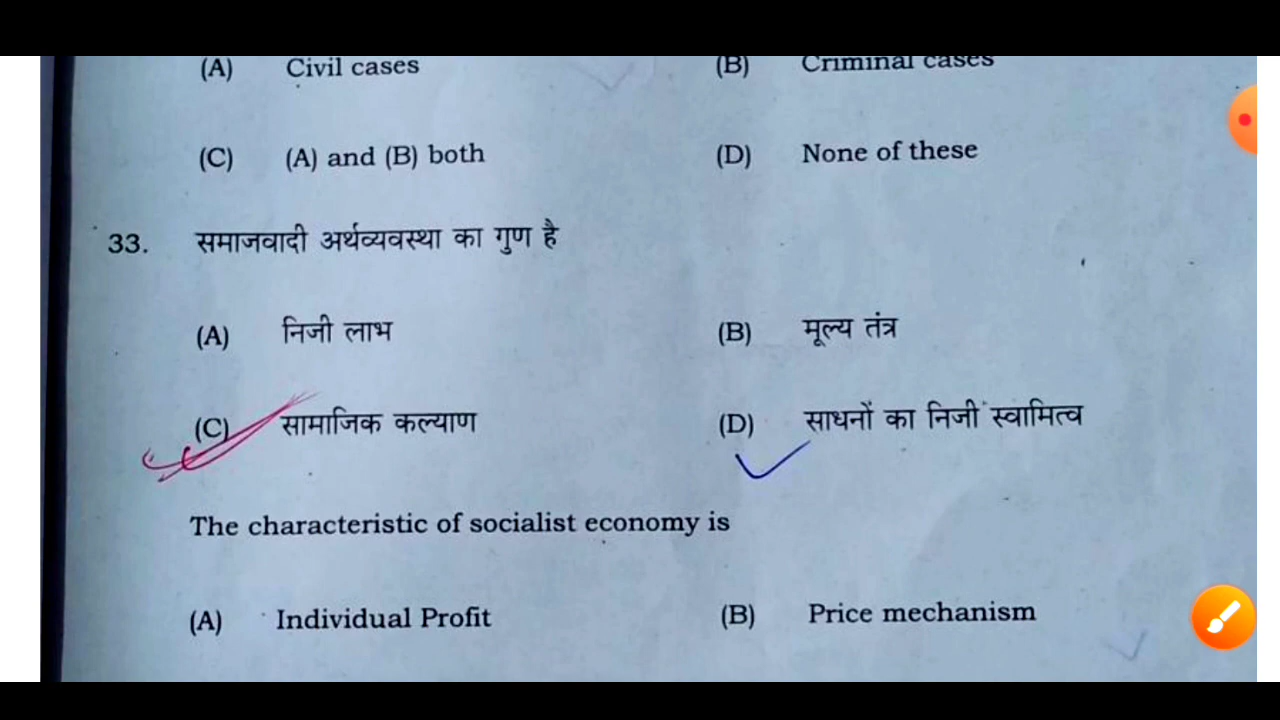 (A) Civil cases (B) Criminal cases
(C) (A) and (B) both (D) None of these
33. समाजवादी अर्थव्यवस्था का गुण है
(A) निजी लाभ (B) मूल्य तंत्र
(C) सामाजिक कल्याण (D) साधनों का निजी स्वामित्व
The characteristic of socialist economy is
(A) Individual Profit (B) Price mechanism